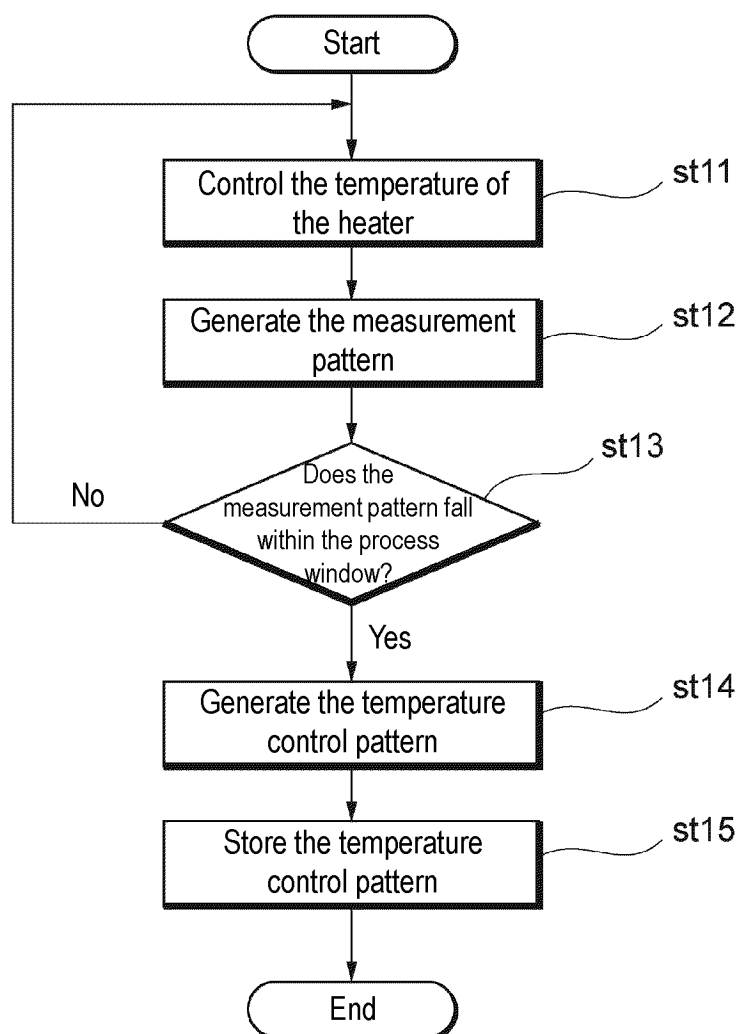 Start
Control the temperature of
the heater
st11
Generate the measurement
pattern
st12
Does the
measurement pattern fall
within the process
window?
st13
No
Yes
Generate the temperature
control pattern
st14
Store the temperature
control pattern
st15
End